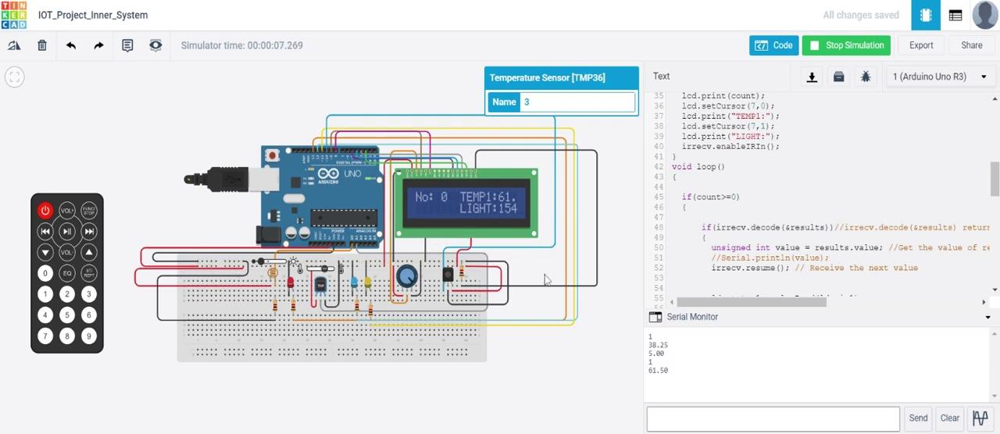 TIN
KER
CAD
IOT_Project_Inner_System
All changes saved
Simulator time: 00:00:07.269
Code
Stop Simulation
Export
Share
Temperature Sensor [TMP36]
Name
3
Text
1 (Arduino Uno R3)
35 lcd.print(count);
36 lcd.setCursor(7,0);
37 lcd.print("TEMP1:");
38 lcd.setCursor(7,1);
39 lcd.print("LIGHT:");
40 irrecv.enableIRIn();
41 }
42 void loop()
43 {
44
45 if(count>=0)
46 {
47
48 if(irrecv.decode(&results))//irrecv.decode(&results) return
49 {
50 unsigned int value = results.value; //Get the value of re
51 //Serial.println(value);
52 irrecv.resume(); // Receive the next value
53
54
55
UNO
ARDUINO
DIGITAL (PWM~)
POWER
ANALOG IN
No: 0 TEMP1:61.
LIGHT:154
TMP
VOL+
FUNC/
STOP
VOL-
0
EQ
ST/
REPT
1
2
3
4
5
6
7
8
9
Serial Monitor
1
38.25
5.00
1
61.50
Send
Clear